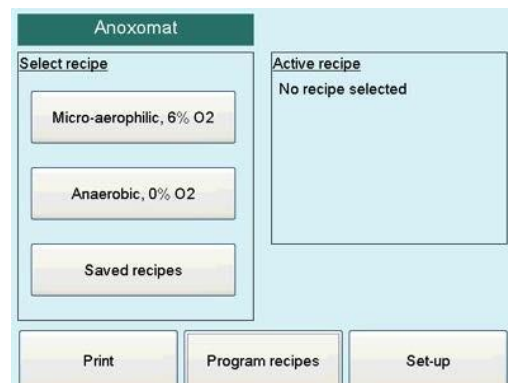 Anoxomat
Select recipe
Micro-aerophilic, 6% O2
Anaerobic, 0% O2
Saved recipes
Active recipe
No recipe selected
Print
Program recipes
Set-up